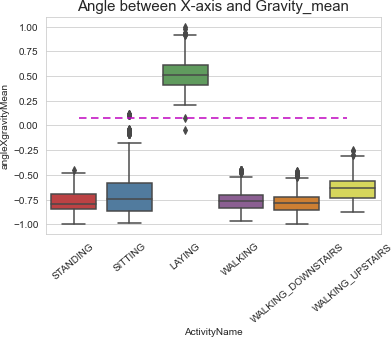 Angle between X-axis and Gravity_mean
angleXgravityMean
1.00
0.75
0.50
0.25
0.00
−0.25
−0.50
−0.75
−1.00
STANDING
SITTING
LAYING
WALKING
WALKING_DOWNSTAIRS
WALKING_UPSTAIRS
ActivityName